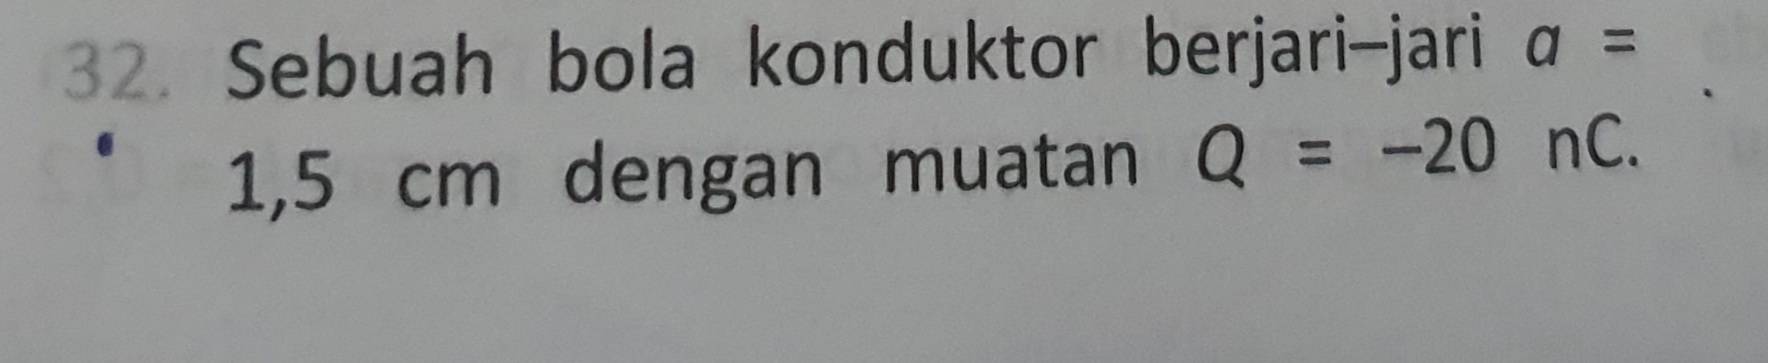 32. Sebuah bola konduktor berjari-jari a =
1,5 cm dengan muatan Q = -20 nC.